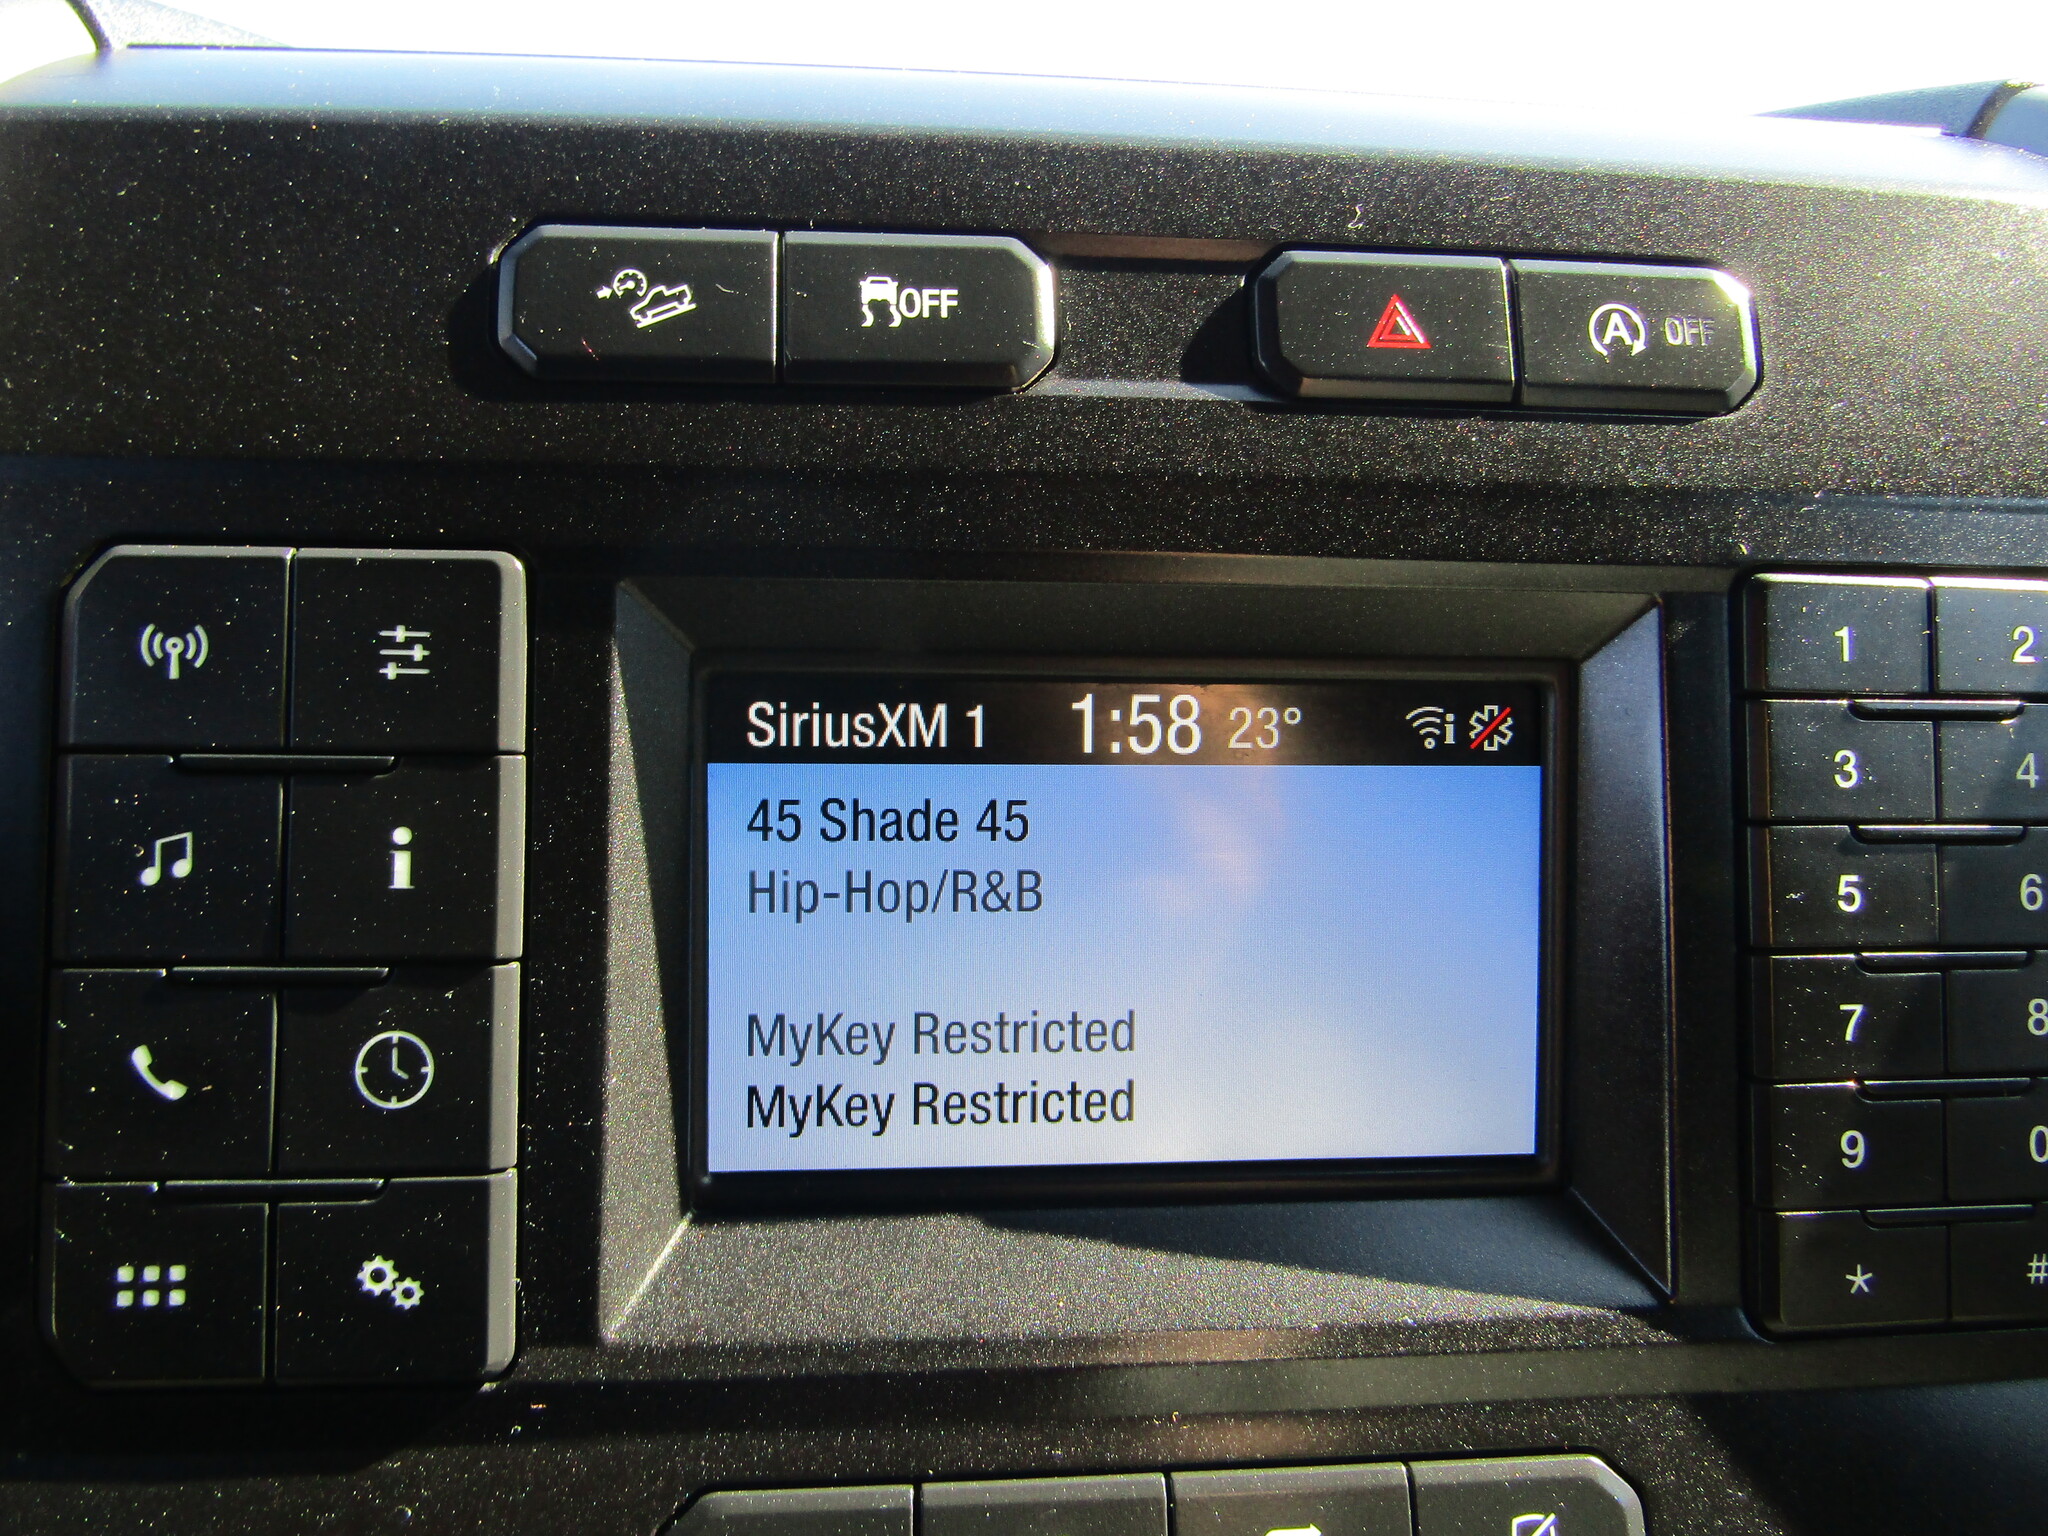 OFF
A OFF
SiriusXM 1 1:58 23°
45 Shade 45
Hip-Hop/R&B
MyKey Restricted
MyKey Restricted
1 2
3 4
5 6
7 8
9 0
* #